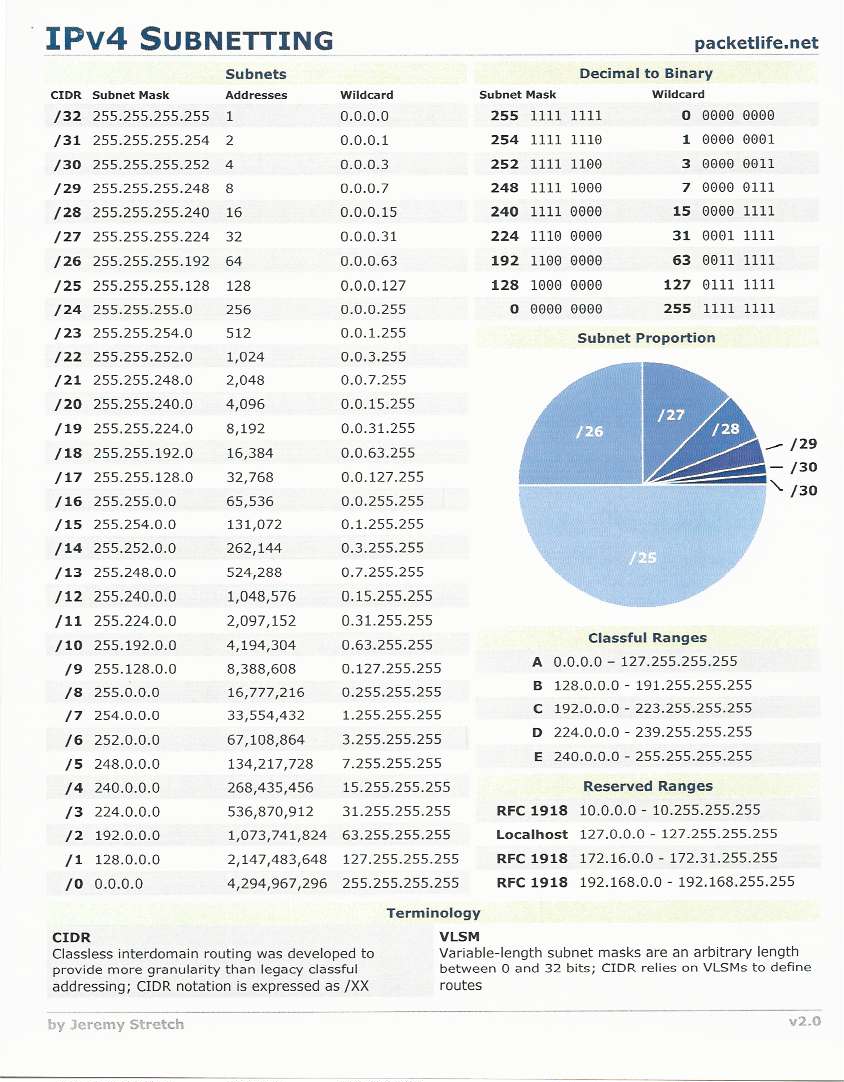 IPv4 Subnetting
packetlife.net
Subnets
CIDR Subnet Mask Addresses Wildcard
/32 255.255.255.255 1 0.0.0.0
/31 255.255.255.254 2 0.0.0.1
/30 255.255.255.252 4 0.0.0.3
/29 255.255.255.248 8 0.0.0.7
/28 255.255.255.240 16 0.0.0.15
/27 255.255.255.224 32 0.0.0.31
/26 255.255.255.192 64 0.0.0.63
/25 255.255.255.128 128 0.0.0.127
/24 255.255.255.0 256 0.0.0.255
/23 255.255.254.0 512 0.0.1.255
/22 255.255.252.0 1,024 0.0.3.255
/21 255.255.248.0 2,048 0.0.7.255
/20 255.255.240.0 4,096 0.0.15.255
/19 255.255.224.0 8,192 0.0.31.255
/18 255.255.192.0 16,384 0.0.63.255
/17 255.255.128.0 32,768 0.0.127.255
/16 255.255.0.0 65,536 0.0.255.255
/15 255.254.0.0 131,072 0.1.255.255
/14 255.252.0.0 262,144 0.3.255.255
/13 255.248.0.0 524,288 0.7.255.255
/12 255.240.0.0 1,048,576 0.15.255.255
/11 255.224.0.0 2,097,152 0.31.255.255
/10 255.192.0.0 4,194,304 0.63.255.255
/9 255.128.0.0 8,388,608 0.127.255.255
/8 255.0.0.0 16,777,216 0.255.255.255
/7 254.0.0.0 33,554,432 1.255.255.255
/6 252.0.0.0 67,108,864 3.255.255.255
/5 248.0.0.0 134,217,728 7.255.255.255
/4 240.0.0.0 268,435,456 15.255.255.255
/3 224.0.0.0 536,870,912 31.255.255.255
/2 192.0.0.0 1,073,741,824 63.255.255.255
/1 128.0.0.0 2,147,483,648 127.255.255.255
/0 0.0.0.0 4,294,967,296 255.255.255.255
Decimal to Binary
Subnet Mask Wildcard
255 1111 1111 0 0000 0000
254 1111 1110 1 0000 0001
252 1111 1100 3 0000 0011
248 1111 1000 7 0000 0111
240 1111 0000 15 0000 1111
224 1110 0000 31 0001 1111
192 1100 0000 63 0011 1111
128 1000 0000 127 0111 1111
0 0000 0000 255 1111 1111
Subnet Proportion
/27
/26
/28
/29
/30
/30
/25
Classful Ranges
A 0.0.0.0 – 127.255.255.255
B 128.0.0.0 - 191.255.255.255
C 192.0.0.0 - 223.255.255.255
D 224.0.0.0 - 239.255.255.255
E 240.0.0.0 - 255.255.255.255
Reserved Ranges
RFC 1918 10.0.0.0 - 10.255.255.255
Localhost 127.0.0.0 - 127.255.255.255
RFC 1918 172.16.0.0 - 172.31.255.255
RFC 1918 192.168.0.0 - 192.168.255.255
Terminology
CIDR
Classless interdomain routing was developed to
provide more granularity than legacy classful
addressing; CIDR notation is expressed as /XX
VLSM
Variable-length subnet masks are an arbitrary length
between 0 and 32 bits; CIDR relies on VLSMs to define
routes
by Jeremy Stretch
v2.0